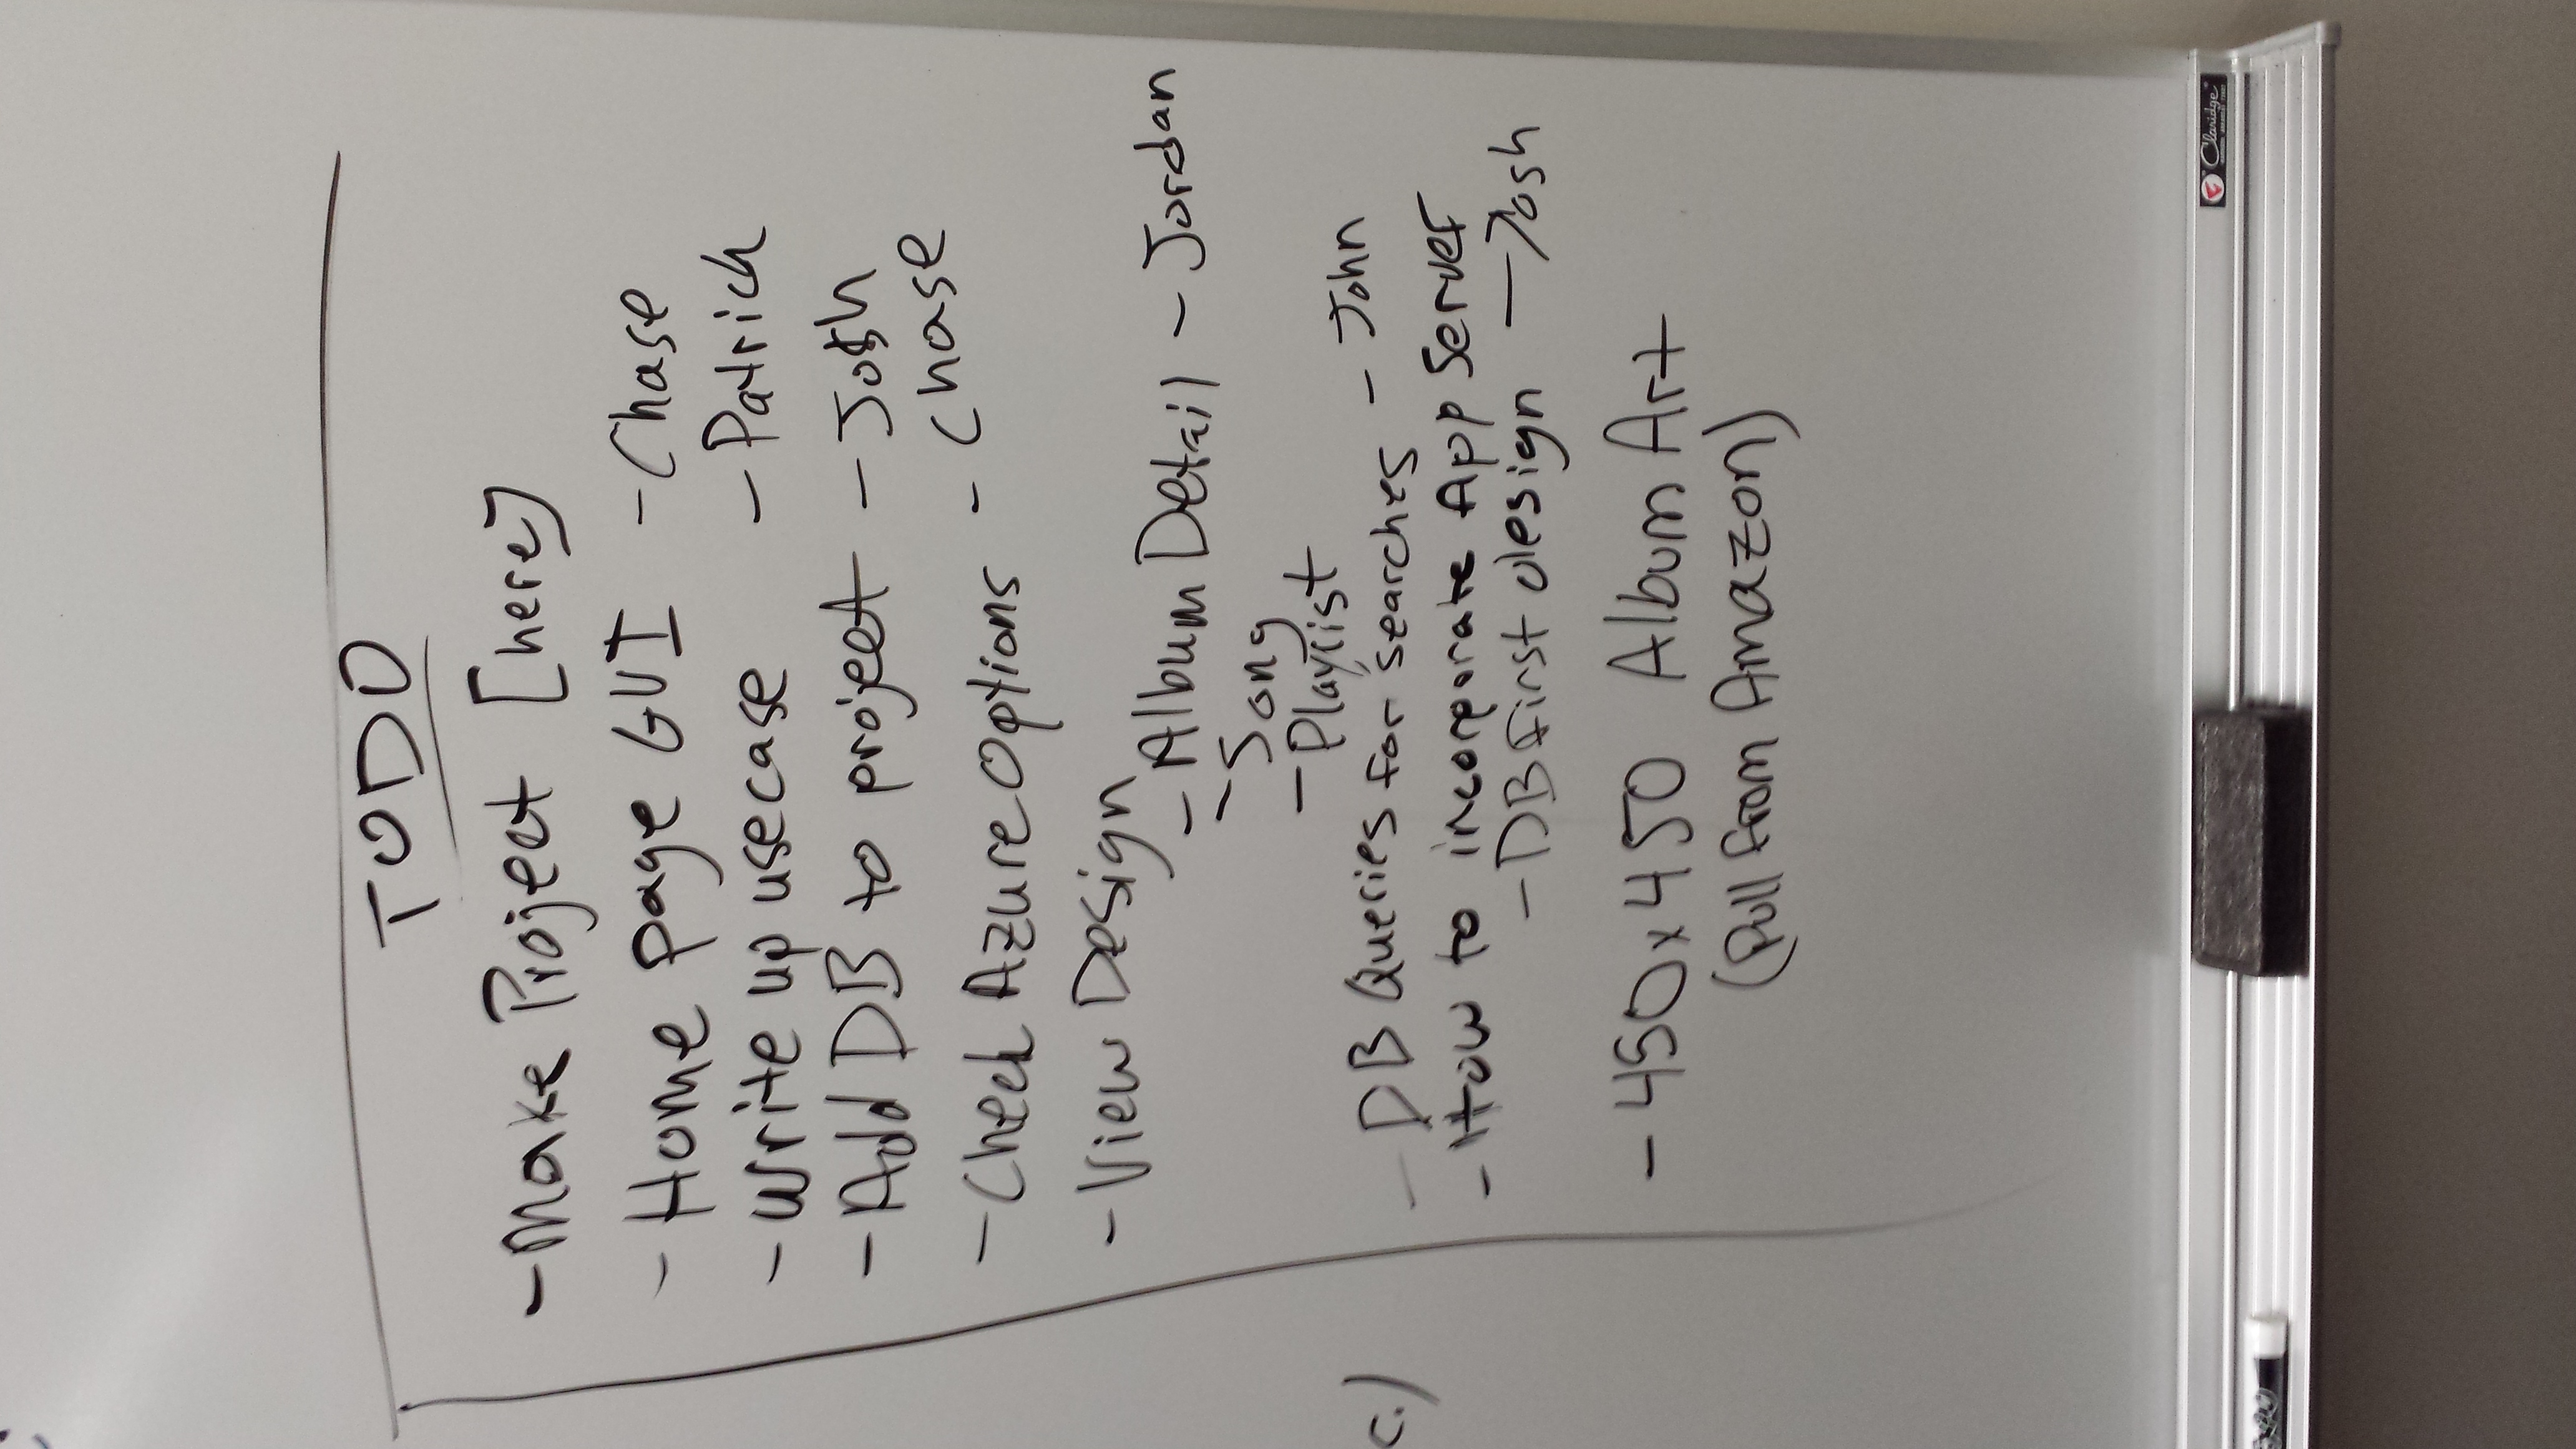 TODO
- Make Project [here]
- Home page GUI - Chase
- Write up usecase - Patrick
- Add DB to project - Josh
- Check Azure Options - Chase
- View Design
- Album Detail - Jordan
- Song
- Playlist
c.)
- DB Queries for searches - John
- How to incorporate App Server
- DB first design - Josh
- 450x450 Album Art
(Pull from Amazon)
Claridge